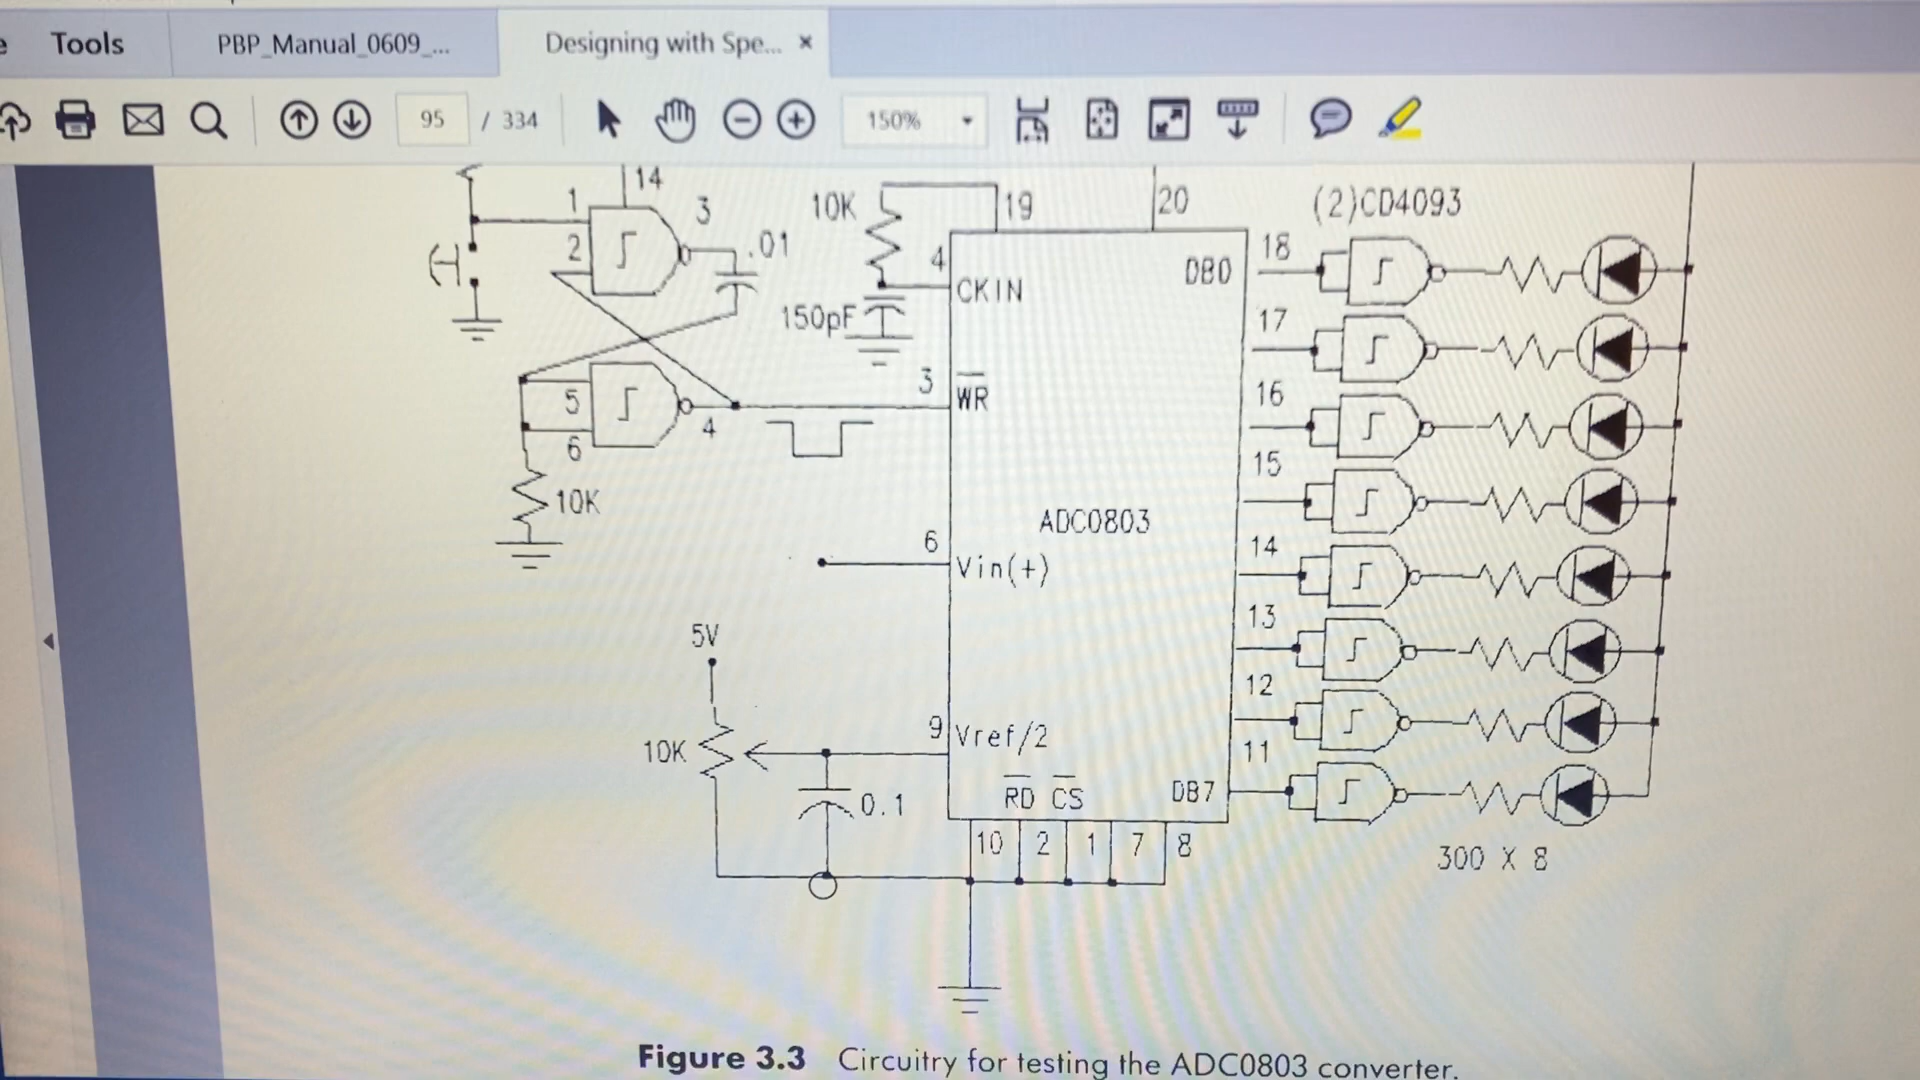 Tools
PBP_Manual_0609_...
Designing with Spe... ×
95 / 334
150%
14
1
3
2
.01
10K
19
20
(2)CD4093
4
CKIN
150pF
DB0
18
17
3
WR
16
5
4
6
15
10K
ADC0803
6
Vin(+)
14
13
5V
12
9
Vref/2
10K
11
0.1
RD CS
DB7
10 2 1 7 8
300 X 8
Figure 3.3 Circuitry for testing the ADC0803 converter.